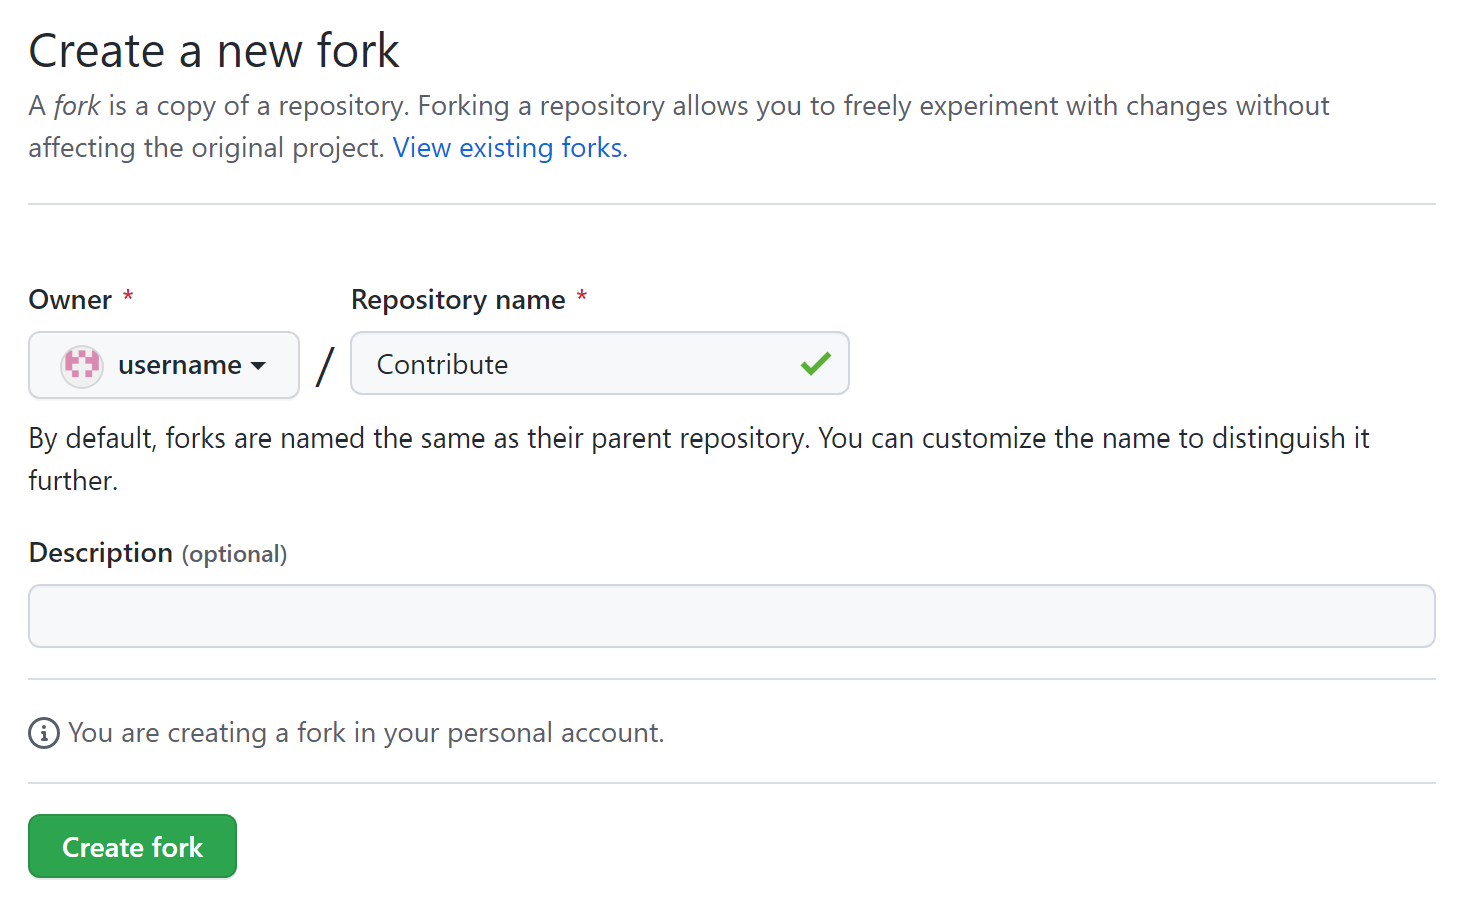 Create a new fork
A fork is a copy of a repository. Forking a repository allows you to freely experiment with changes without
affecting the original project. View existing forks.
Owner * Repository name *
username / Contribute
By default, forks are named the same as their parent repository. You can customize the name to distinguish it
further.
Description (optional)
You are creating a fork in your personal account.
Create fork